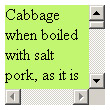 Cabbage
when boiled
with salt
pork, as it is